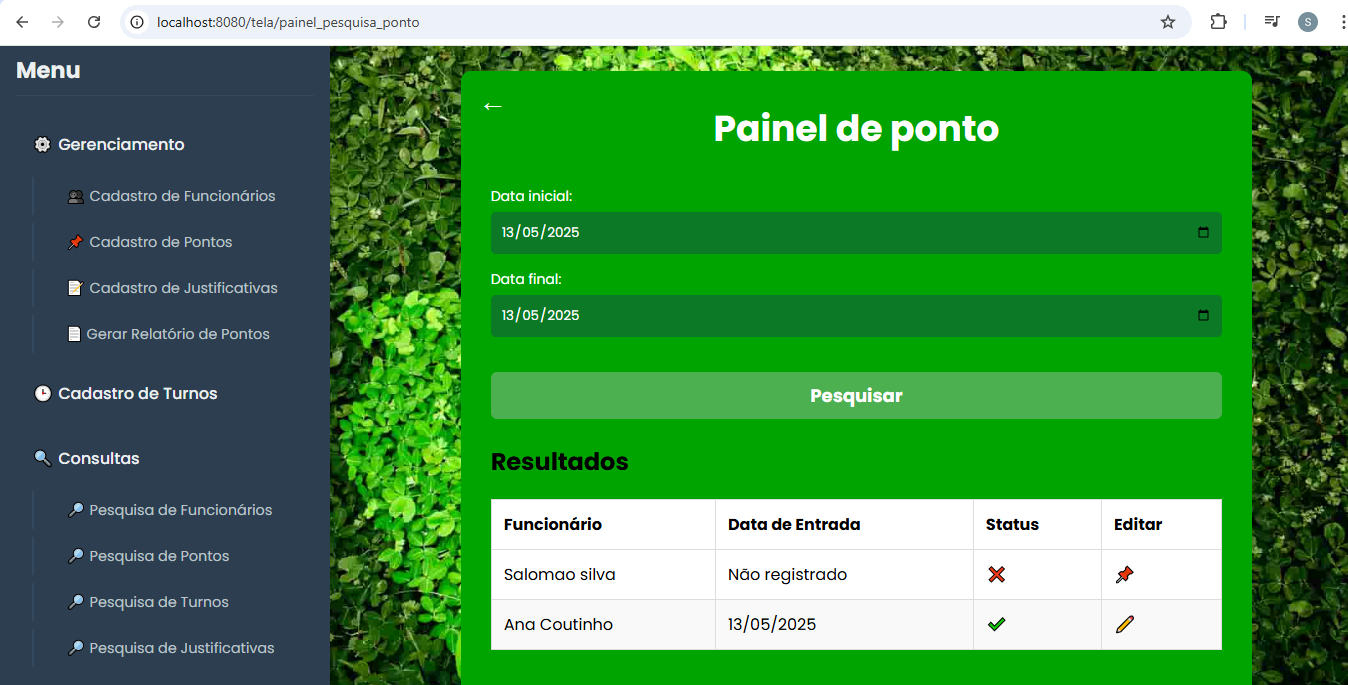 localhost:8080/tela/painel_pesquisa_ponto
S
Menu
Gerenciamento
Cadastro de Funcionários
Cadastro de Pontos
Cadastro de Justificativas
Gerar Relatório de Pontos
Cadastro de Turnos
Consultas
Pesquisa de Funcionários
Pesquisa de Pontos
Pesquisa de Turnos
Pesquisa de Justificativas
←
Painel de ponto
Data inicial:
13/05/2025
Data final:
13/05/2025
Pesquisar
Resultados
Funcionário Data de Entrada Status Editar
Salomao silva Não registrado ❌ 📌
Ana Coutinho 13/05/2025 ✔ ✏